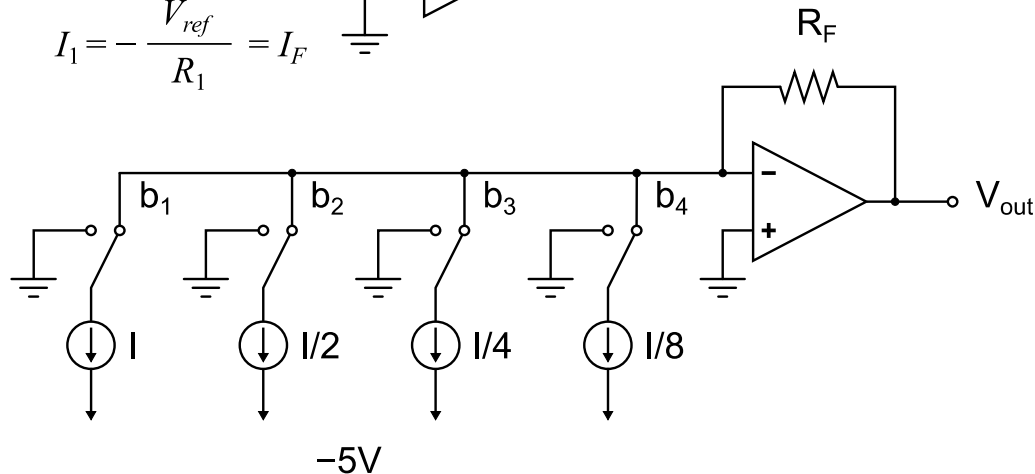 I₁ = − V_ref / R₁ = I_F
R_F
b₁ b₂ b₃ b₄
− + V_out
I I/2 I/4 I/8
−5V